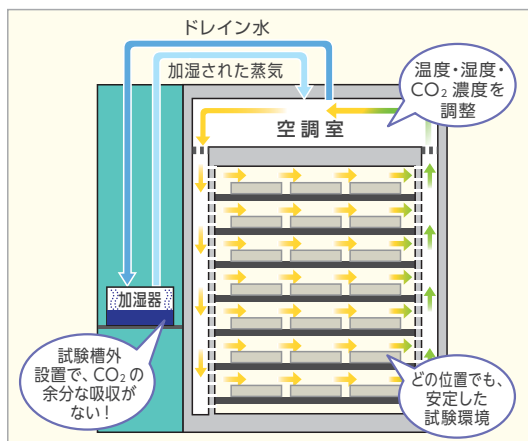 ドレイン水
加湿された蒸気
温度・湿度・
CO₂ 濃度を
調整
空調室
加湿器
試験槽外
設置で、CO₂の
余分な吸収が
ない！
どの位置でも、
安定した
試験環境